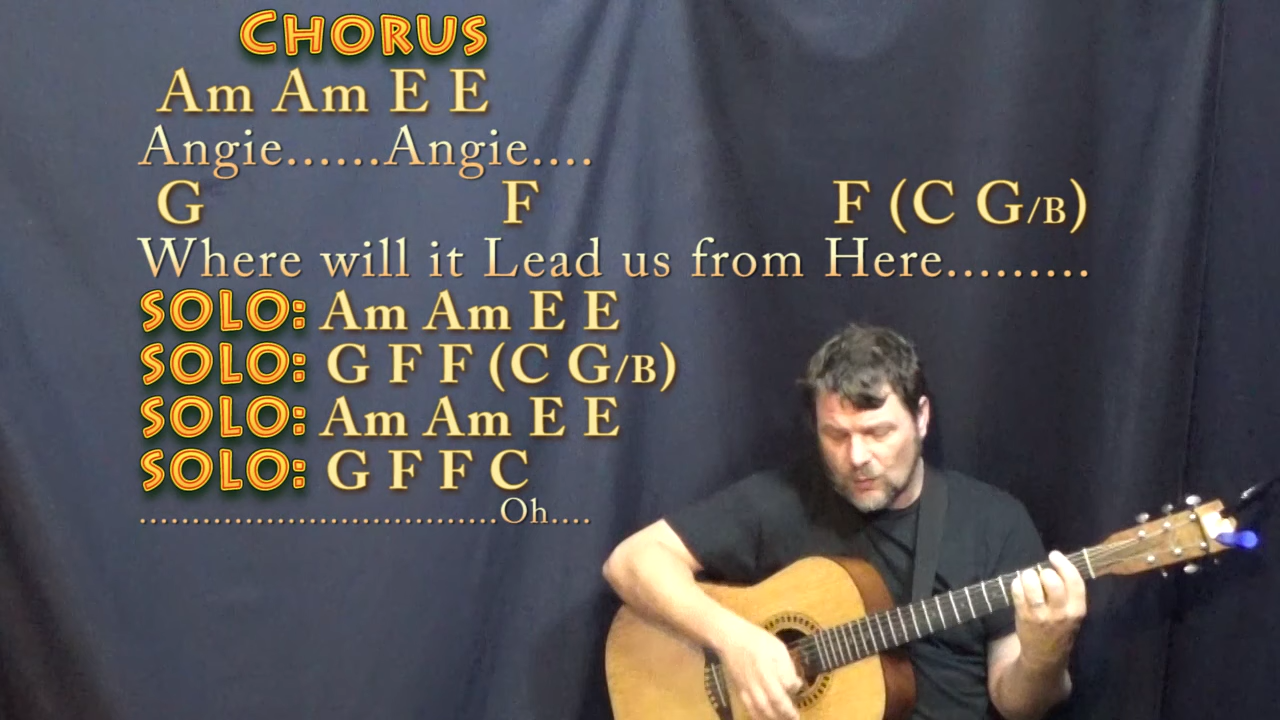 CHORUS
Am Am E E
Angie......Angie....
G F F (C G/B)
Where will it Lead us from Here.........
SOLO: Am Am E E
SOLO: G F F (C G/B)
SOLO: Am Am E E
SOLO: G F F C
..................................Oh....